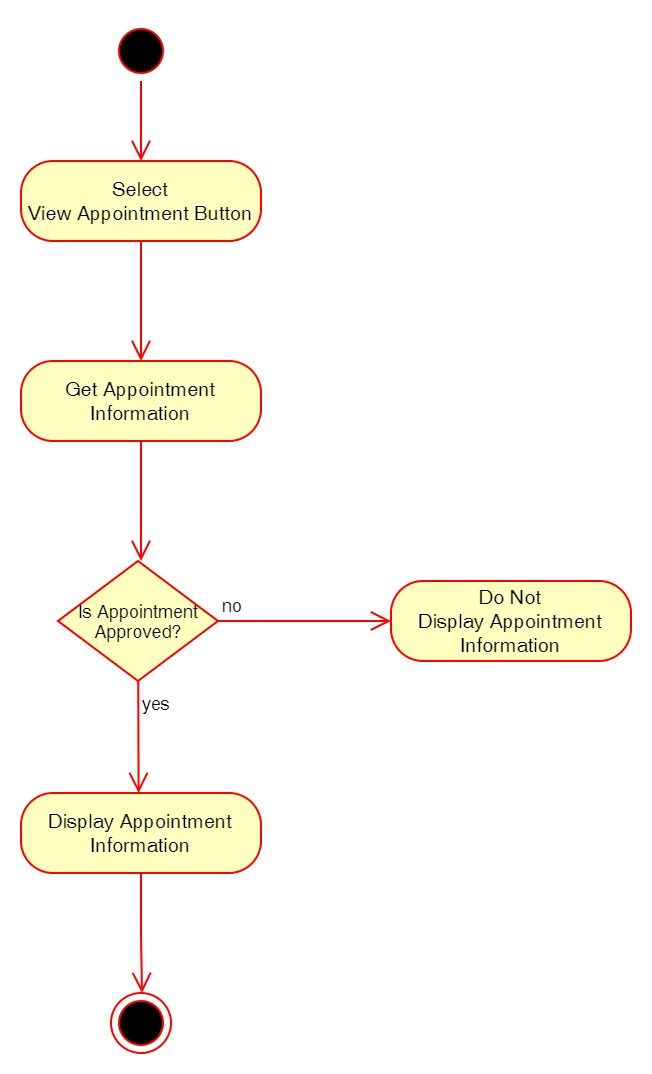 Select
View Appointment Button
Get Appointment
Information
Is Appointment
Approved?
no
Do Not
Display Appointment
Information
yes
Display Appointment
Information